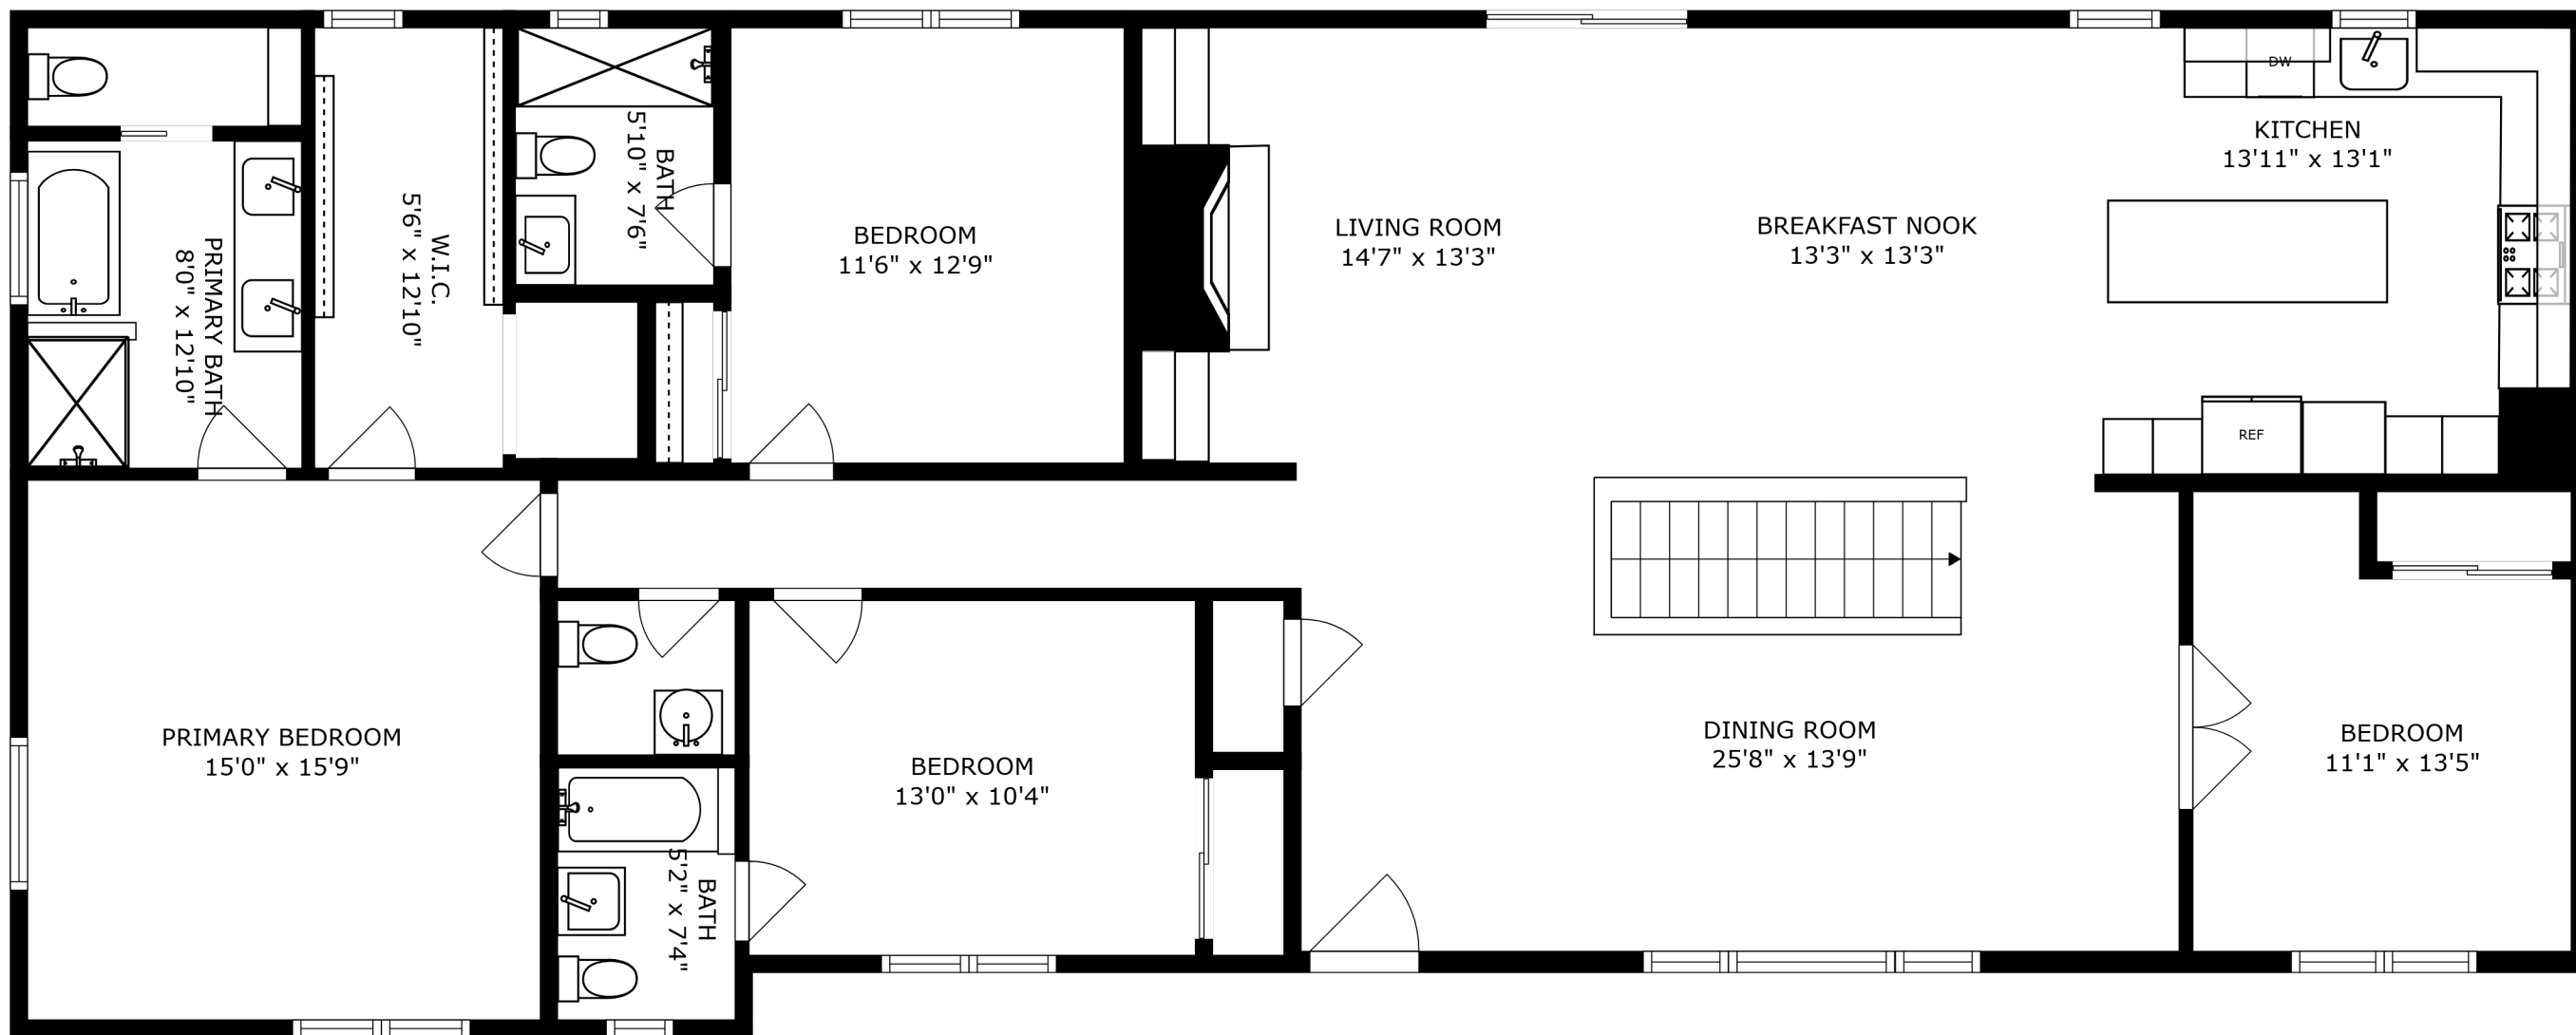 DW
KITCHEN
13'11" x 13'1"
BATH
5'10" x 7'6"
PRIMARY BATH
8'0" x 12'10"
W.I.C.
5'6" x 12'10"
BEDROOM
11'6" x 12'9"
LIVING ROOM
14'7" x 13'3"
BREAKFAST NOOK
13'3" x 13'3"
REF
PRIMARY BEDROOM
15'0" x 15'9"
BEDROOM
13'0" x 10'4"
DINING ROOM
25'8" x 13'9"
BEDROOM
11'1" x 13'5"
BATH
5'2" x 7'4"